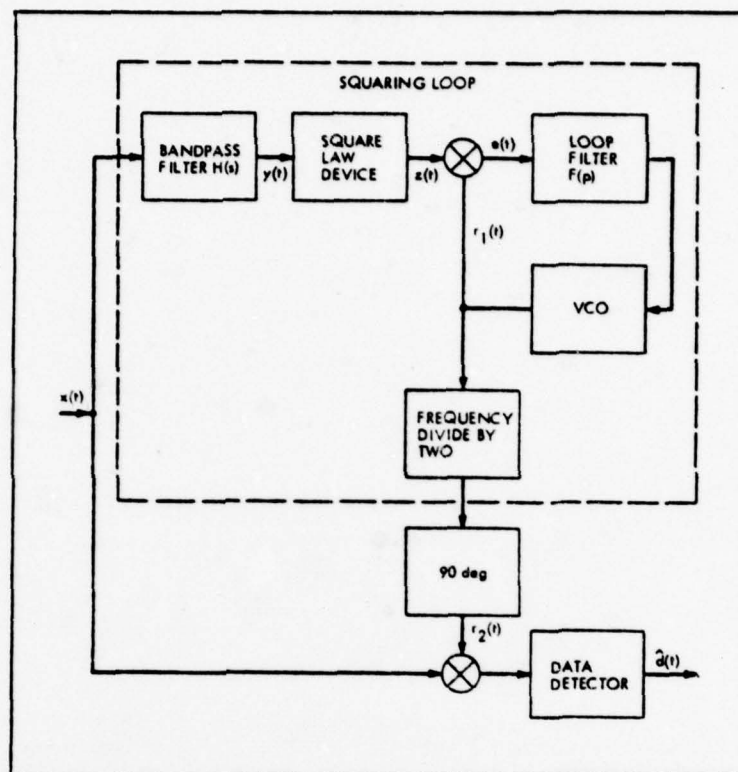 SQUARING LOOP
BANDPASS
FILTER H(s)
y(t)
SQUARE
LAW
DEVICE
z(t)
e(t)
LOOP
FILTER
F(p)
r₁(t)
VCO
x(t)
FREQUENCY
DIVIDE BY
TWO
90 deg
r₂(t)
DATA
DETECTOR
d̂(t)